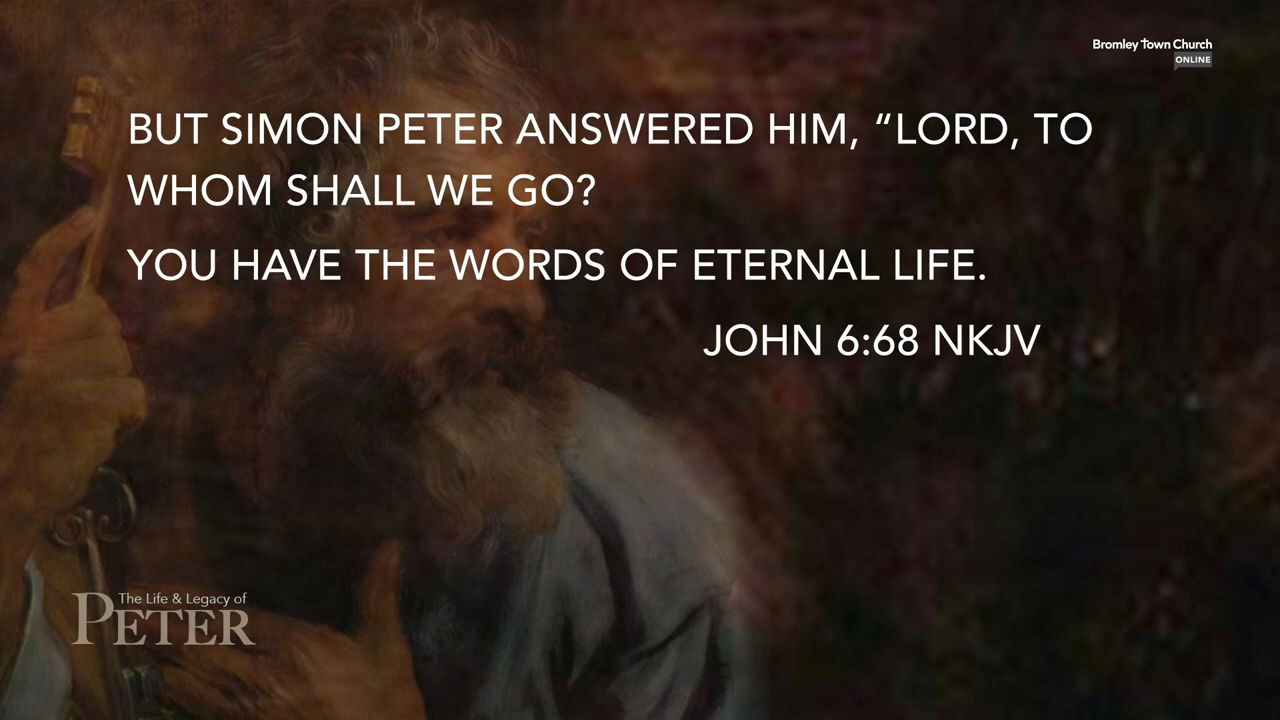 Bromley Town Church
ONLINE
BUT SIMON PETER ANSWERED HIM, “LORD, TO
WHOM SHALL WE GO?
YOU HAVE THE WORDS OF ETERNAL LIFE.
JOHN 6:68 NKJV
The Life & Legacy of
PETER